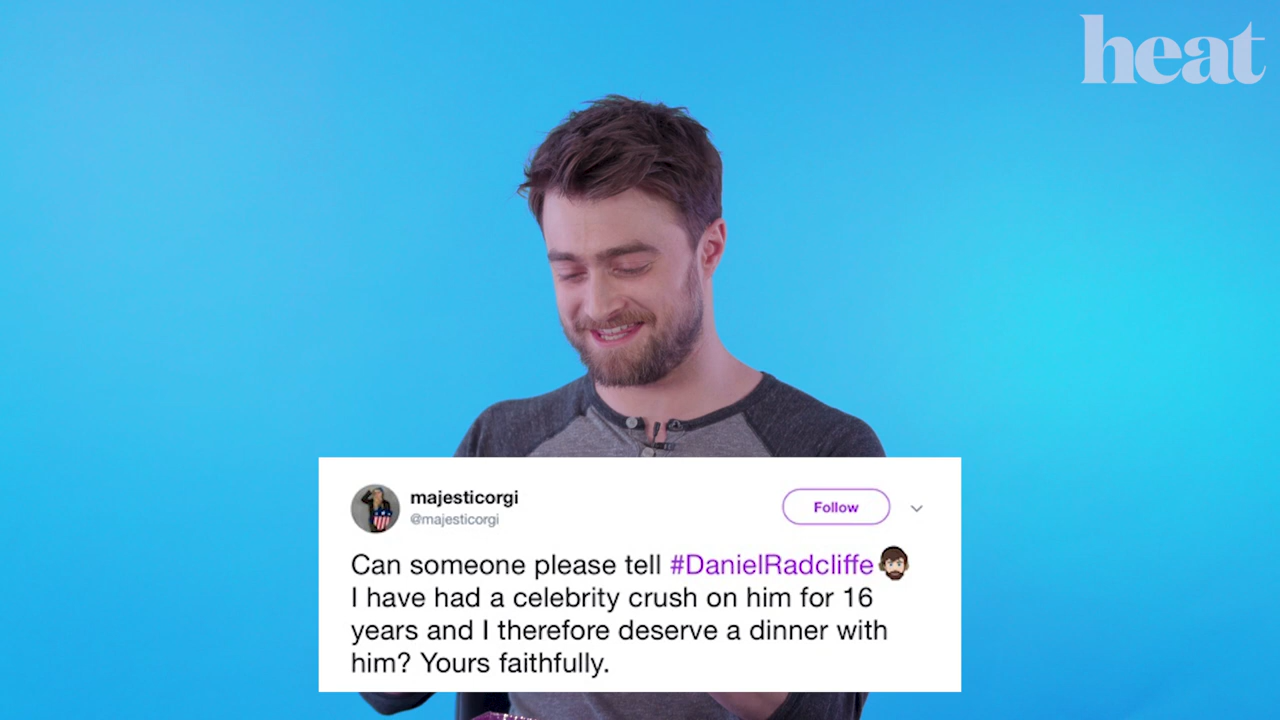 heat
majesticorgi
Follow
@majesticorgi
Can someone please tell #DanielRadcliffe
I have had a celebrity crush on him for 16
years and I therefore deserve a dinner with
him? Yours faithfully.